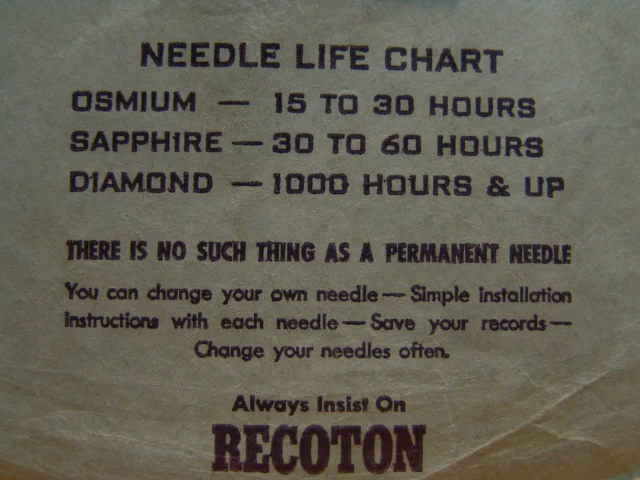 NEEDLE LIFE CHART
OSMIUM — 15 TO 30 HOURS
SAPPHIRE — 30 TO 60 HOURS
DIAMOND — 1000 HOURS & UP
THERE IS NO SUCH THING AS A PERMANENT NEEDLE
You can change your own needle — Simple installation
instructions with each needle — Save your records —
Change your needles often.
Always Insist On
RECOTON